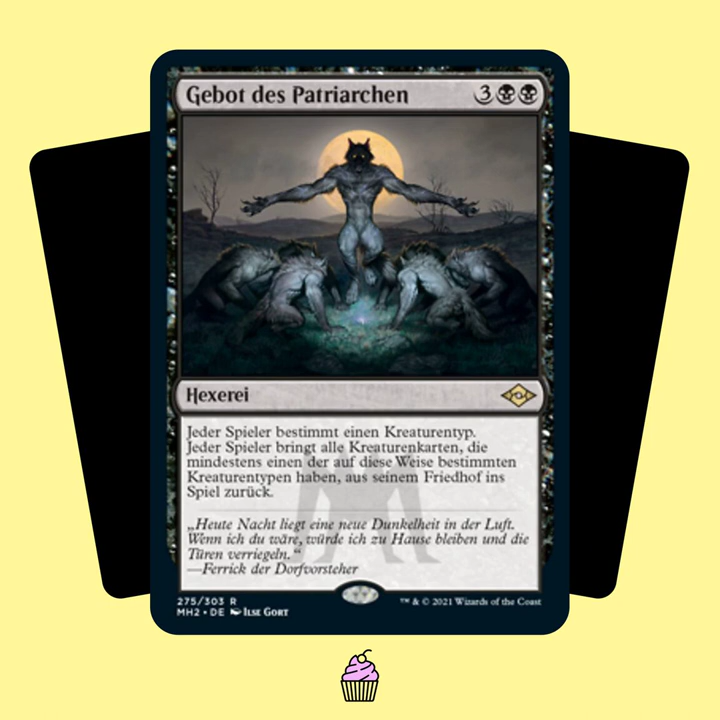 Gebot des Patriarchen 3
Hexerei
Jeder Spieler bestimmt einen Kreaturentyp.
Jeder Spieler bringt alle Kreaturenkarten, die
mindestens einen der auf diese Weise bestimmten
Kreaturentypen haben, aus seinem Friedhof ins
Spiel zurück.
„Heute Nacht liegt eine neue Dunkelheit in der Luft.
Wenn ich du wäre, würde ich zu Hause bleiben und die
Türen verriegeln.“
—Ferrick der Dorfvorsteher
275/303 R
MH2 • DE Ilse Gort
™ & © 2021 Wizards of the Coast